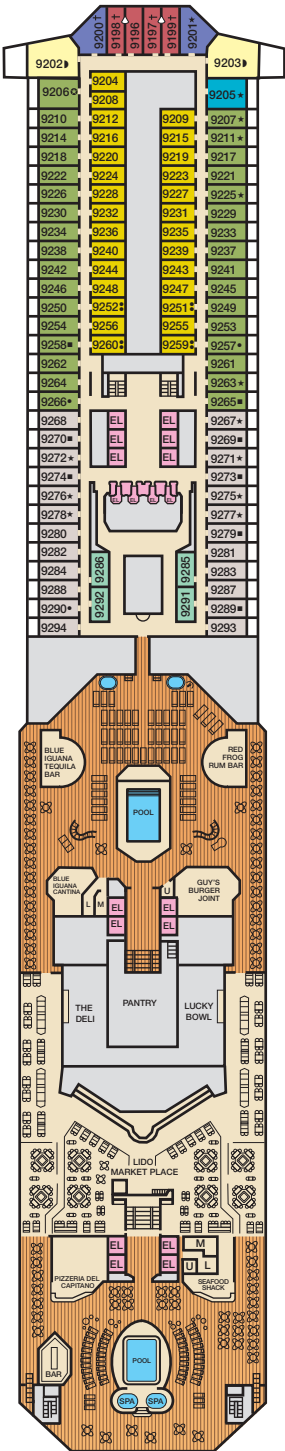 9200† 9198† 9196 9197† 9199† 9201★
9202◗ 9203◗
9206✪ 9204 9205★
9208
9210 9212 9209 9207★
9214 9216 9215 9211★
9218 9220 9219 9217
9222 9224 9223 9221
9226 9228 9227 9225★
9230 9232 9231 9229
9234 9236 9235 9233
9238 9240 9239 9237
9242 9244 9243 9241
9246 9248 9247 9245
9250 9252 9251 9249
9254 9256 9255 9253
9258■ 9260 9259 9257•
9262 9261
9264 9263★
9266• 9265■
9268 EL EL 9267★
9270■ EL EL 9269■
9272★ EL EL 9271★
9274■ 9273■
9276★ EL EL EL EL 9275★
9278★ 9277★
9280 9279■
9282 9281
9284 9286 9285 9283
9288 9287
9290• 9292 9291 9289■
9294 9293
BLUE
IGUANA
TEQUILA
BAR
RED
FROG
RUM BAR
POOL
BLUE
IGUANA
CANTINA
L M
EL EL
EL EL
U
GUY'S
BURGER
JOINT
THE
DELI
PANTRY
LUCKY
BOWL
LIDO
MARKET PLACE
EL EL
EL EL
M
U L
PIZZERIA DEL
CAPITANO
SEAFOOD
SHACK
POOL
BAR
SPA SPA